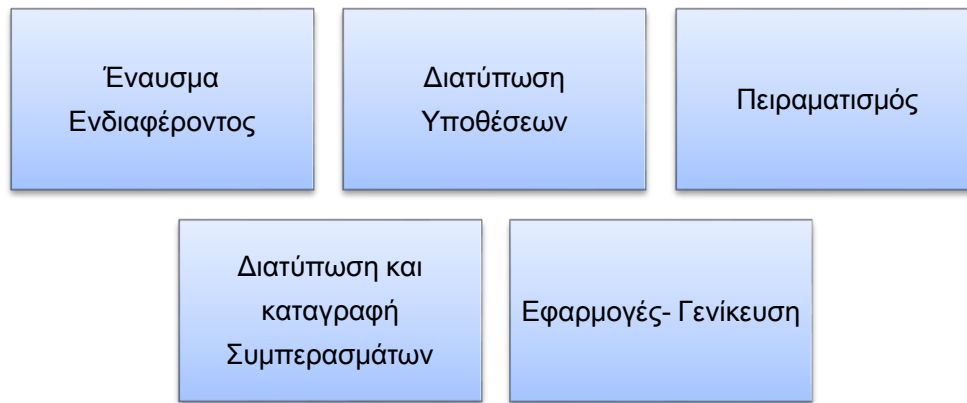 Έναυσμα
Ενδιαφέροντος
Διατύπωση
Υποθέσεων
Πειραματισμός
Διατύπωση και
καταγραφή
Συμπερασμάτων
Εφαρμογές- Γενίκευση